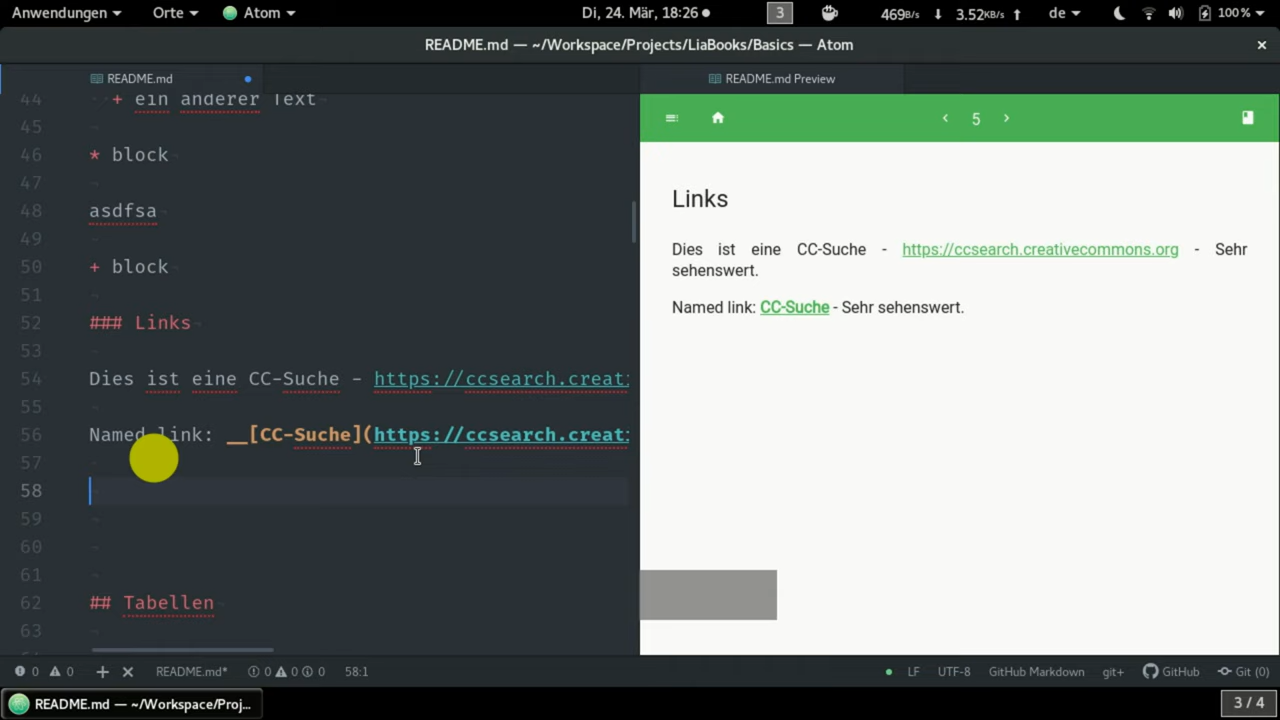 Anwendungen Orte Atom Di, 24. Mär, 18:26 3 469B/s 3.52KB/s de 100%
README.md — ~/Workspace/Projects/LiaBooks/Basics — Atom
README.md README.md Preview
44 + ein anderer Text
45
46 * block
47
48 asdfsa
49
50 + block
51
52 ### Links
53
54 Dies ist eine CC-Suche - https://ccsearch.creati
55
56 Named link: __[CC-Suche](https://ccsearch.creati
57
58
59
60
61
62 ## Tabellen
63
5
Links
Dies ist eine CC-Suche - https://ccsearch.creativecommons.org - Sehr
sehenswert.
Named link: CC-Suche - Sehr sehenswert.
0 0 README.md* 0 0 0 58:1 LF UTF-8 GitHub Markdown git+ GitHub Git (0)
README.md — ~/Workspace/Proj... 3 / 4